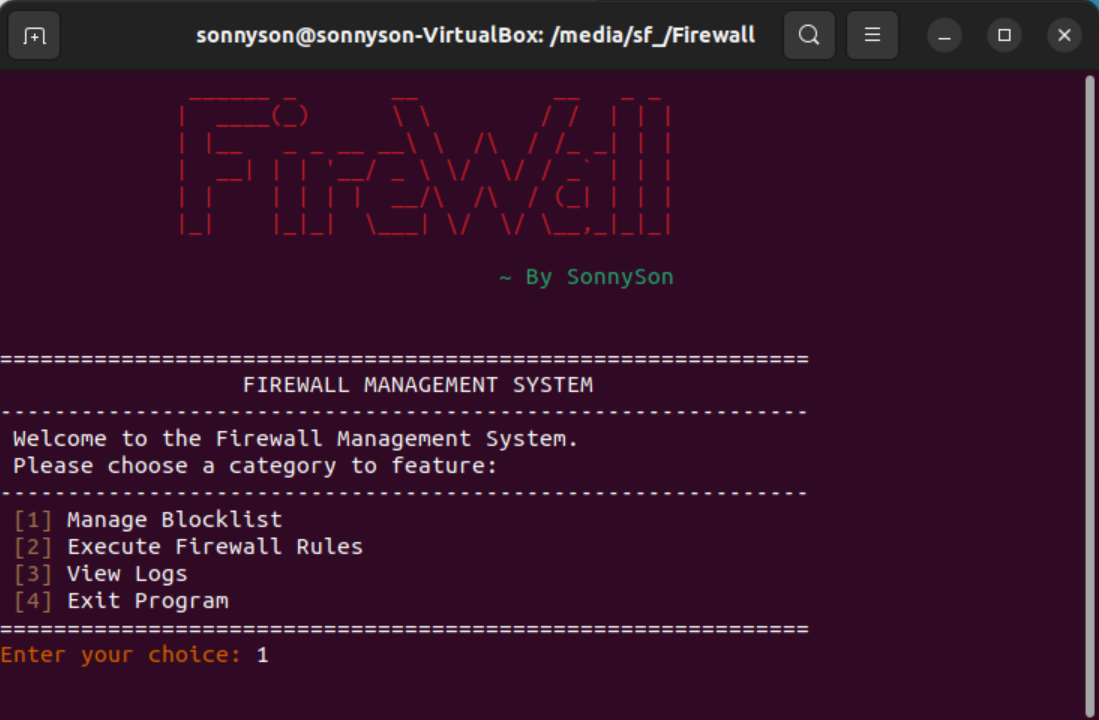 sonnyson@sonnyson-VirtualBox: /media/sf_/Firewall
FireWall
~ By SonnySon
============================================================
FIREWALL MANAGEMENT SYSTEM
------------------------------------------------------------
Welcome to the Firewall Management System.
Please choose a category to feature:
------------------------------------------------------------
[1] Manage Blocklist
[2] Execute Firewall Rules
[3] View Logs
[4] Exit Program
============================================================
Enter your choice: 1